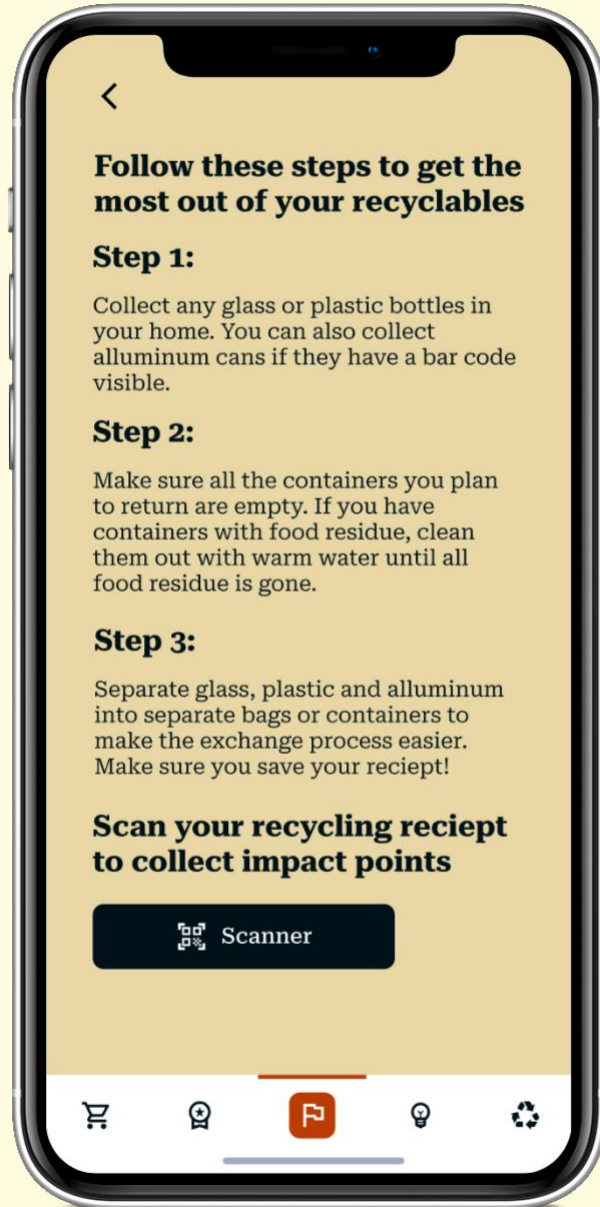 Follow these steps to get the
most out of your recyclables
Step 1:
Collect any glass or plastic bottles in
your home. You can also collect
alluminum cans if they have a bar code
visible.
Step 2:
Make sure all the containers you plan
to return are empty. If you have
containers with food residue, clean
them out with warm water until all
food residue is gone.
Step 3:
Separate glass, plastic and alluminum
into separate bags or containers to
make the exchange process easier.
Make sure you save your reciept!
Scan your recycling reciept
to collect impact points
Scanner